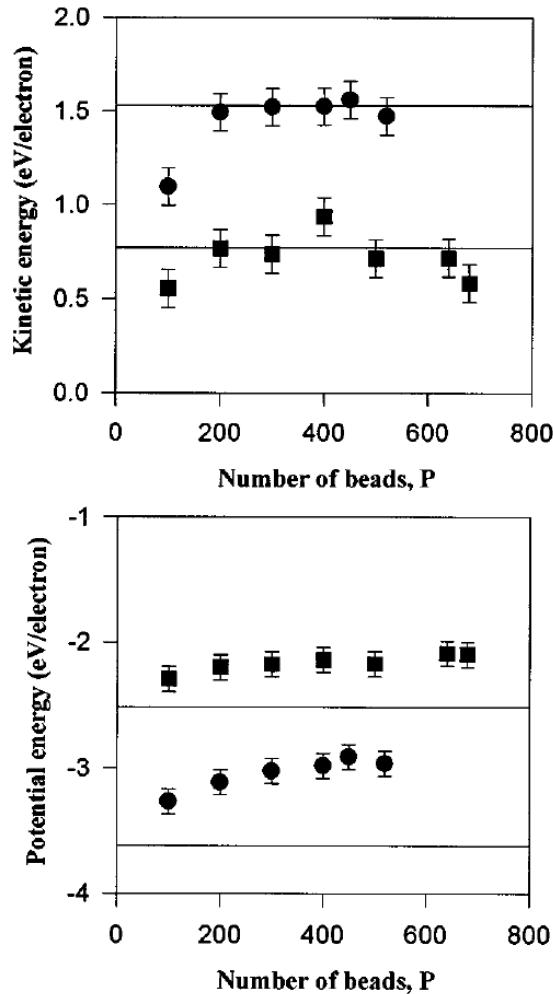 2.0
1.5
1.0
0.5
0.0
Kinetic energy (eV/electron)
0 200 400 600 800
Number of beads, P
-1
-2
-3
-4
Potential energy (eV/electron)
0 200 400 600 800
Number of beads, P